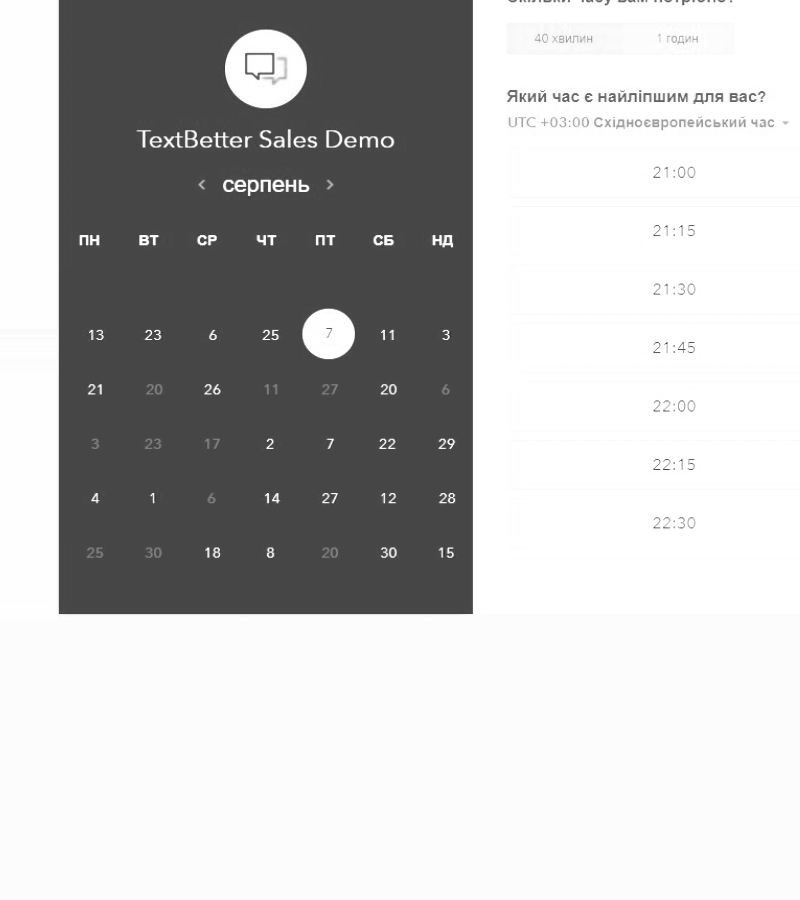 TextBetter Sales Demo
серпень
ПН ВТ СР ЧТ ПТ СБ НД
13 23 6 25 7 11 3
21 20 26 11 27 20 6
3 23 17 2 7 22 29
4 1 6 14 27 12 28
25 30 18 8 20 30 15
Скільки часу вам потрібно?
40 хвилин 1 годин
Який час є найліпшим для вас?
UTC +03:00 Східноєвропейський час
21:00
21:15
21:30
21:45
22:00
22:15
22:30